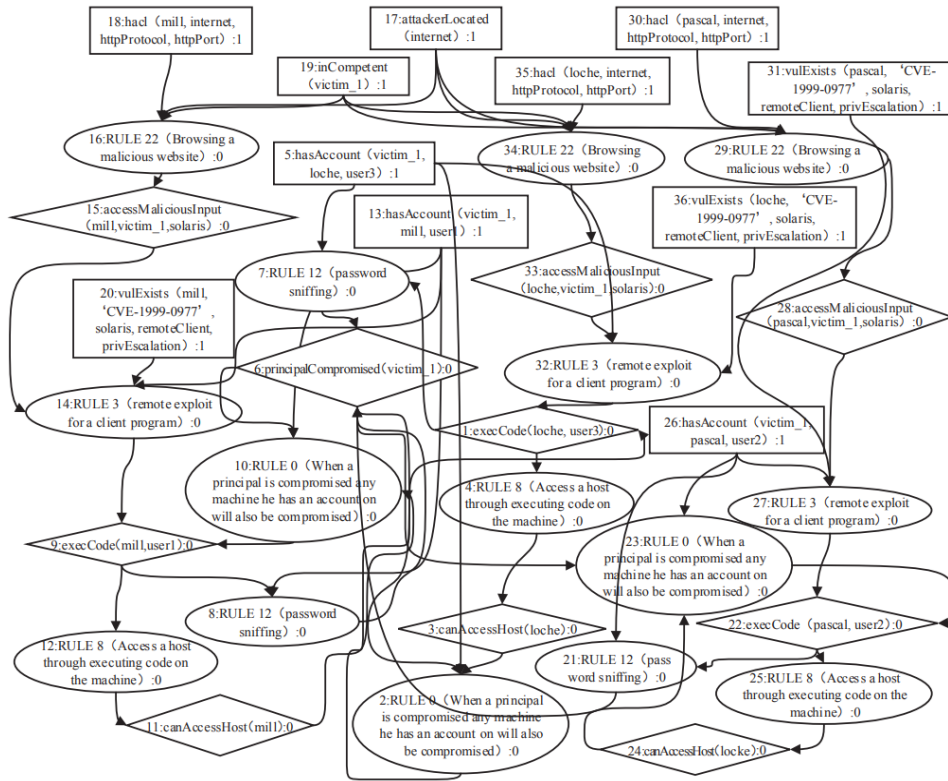 18:hacl（mill, internet,
httpProtocol, httpPort）:1
17:attackerLocated
（internet）:1
30:hacl（pascal, internet,
httpProtocol, httpPort）:1
19:inCompetent
（victim_1）:1
35:hacl（loche, internet,
httpProtocol, httpPort）:1
31:vulExists（pascal, ‘CVE-
1999-0977’, solaris,
remoteClient, privEscalation）:1
16:RULE 22（Browsing a
malicious website）:0
5:hasAccount（victim_1,
loche, user3）:1
34:RULE 22（Browsing
a malicious website）:0
29:RULE 22（Browsing a
malicious website）:0
15:accessMaliciousInput
(mill,victim_1,solaris）:0
13:hasAccount（victim_1,
mill, user1）:1
36:vulExists（loche, ‘CVE-
1999-0977’, solaris,
remoteClient, privEscalation）:1
7:RULE 12（password
sniffing）:0
33:accessMaliciousInput
（loche,victim_1,solaris）:0
20:vulExists（mill,
‘CVE-1999-0977’,
solaris, remoteClient,
privEscalation）:1
28:accessMaliciousInput
（pascal,victim_1,solaris）:0
6:principalCompromised（victim_1）:0
32:RULE 3（remote exploit
for a client program）:0
14:RULE 3（remote exploit
for a client program）:0
1:execCode（loche, user3）:0
26:hasAccount（victim_1,
pascal, user2）:1
10:RULE 0（When a
principal is compromised any
machine he has an account on
will also be compromised）:0
4:RULE 8（Access a host
through executing code on
the machine）:0
27:RULE 3（remote exploit
for a client program）:0
23:RULE 0（When a
principal is compromised any
machine he has an account on
will also be compromised）:0
9:execCode（mill,user1）:0
8:RULE 12（password
sniffing）:0
3:canAccessHost（loche）:0
22:execCode（pascal, user2）:0
12:RULE 8（Access a host
through executing code on
the machine）:0
21:RULE 12（pass
word sniffing）:0
25:RULE 8（Access a host
through executing code on the
machine）:0
2:RULE 0（When a principal
is compromised any machine
he has an account on will also
be compromised）:0
11:canAccessHost（mill）:0
24:canAccessHost（locke）:0